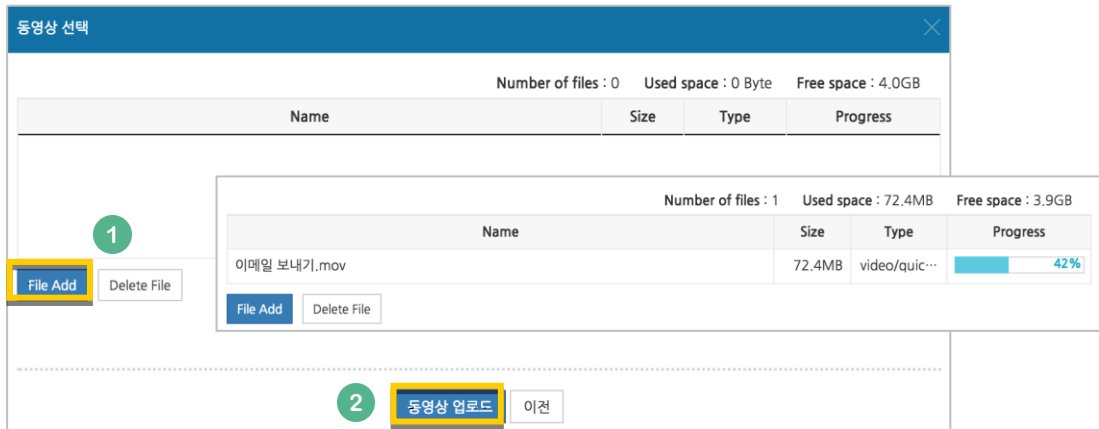 동영상 선택
Number of files : 0 Used space : 0 Byte Free space : 4.0GB
Name Size Type Progress
Number of files : 1 Used space : 72.4MB Free space : 3.9GB
Name Size Type Progress
이메일 보내기.mov 72.4MB video/quic···
42%
File Add Delete File
1
File Add Delete File
2
동영상 업로드 이전